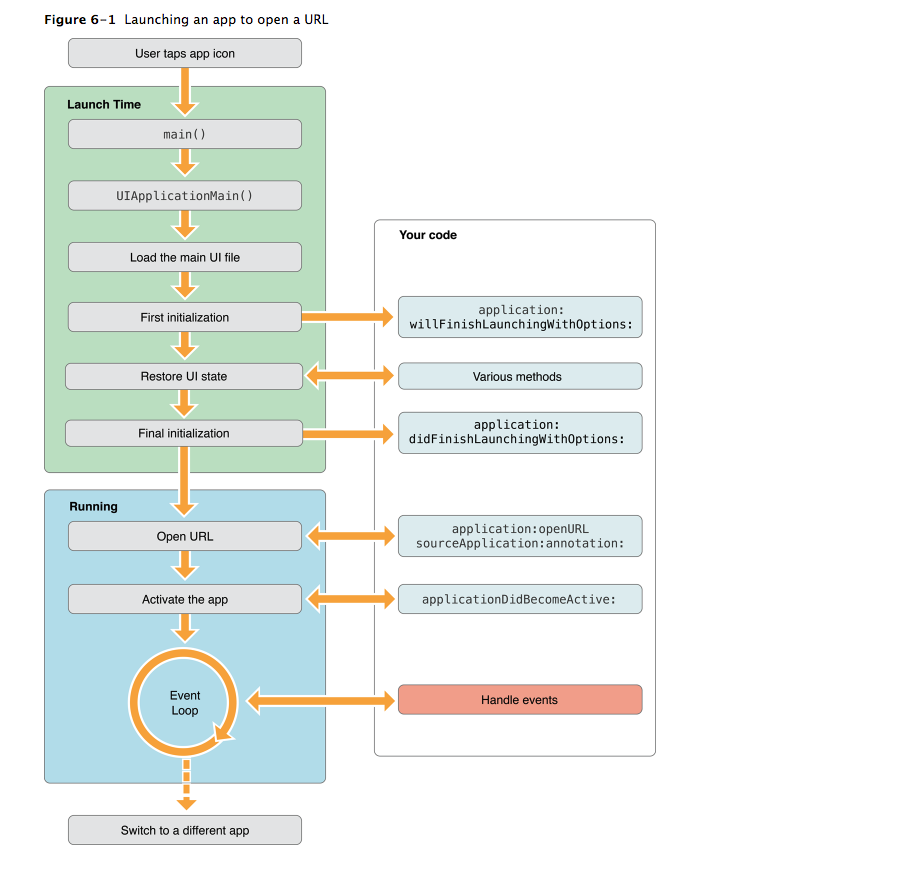 Figure 6-1 Launching an app to open a URL
User taps app icon
Launch Time
main()
UIApplicationMain()
Load the main UI file
First initialization
Restore UI state
Final initialization
Running
Open URL
Activate the app
Event
Loop
Switch to a different app
Your code
application:
willFinishLaunchingWithOptions:
Various methods
application:
didFinishLaunchingWithOptions:
application:openURL
sourceApplication:annotation:
applicationDidBecomeActive:
Handle events